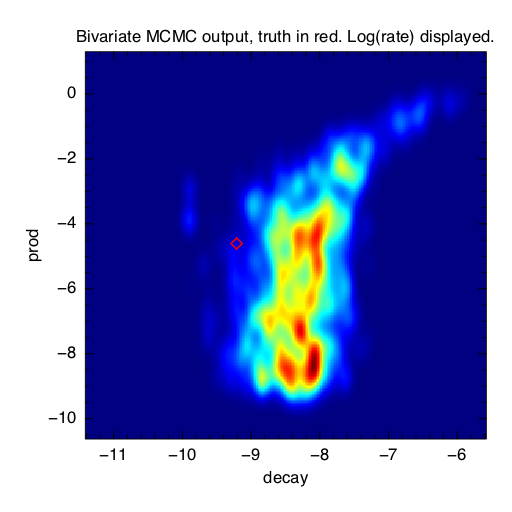 Bivariate MCMC output, truth in red. Log(rate) displayed.
0
−2
−4
−6
−8
−10
prod
−11 −10 −9 −8 −7 −6
decay